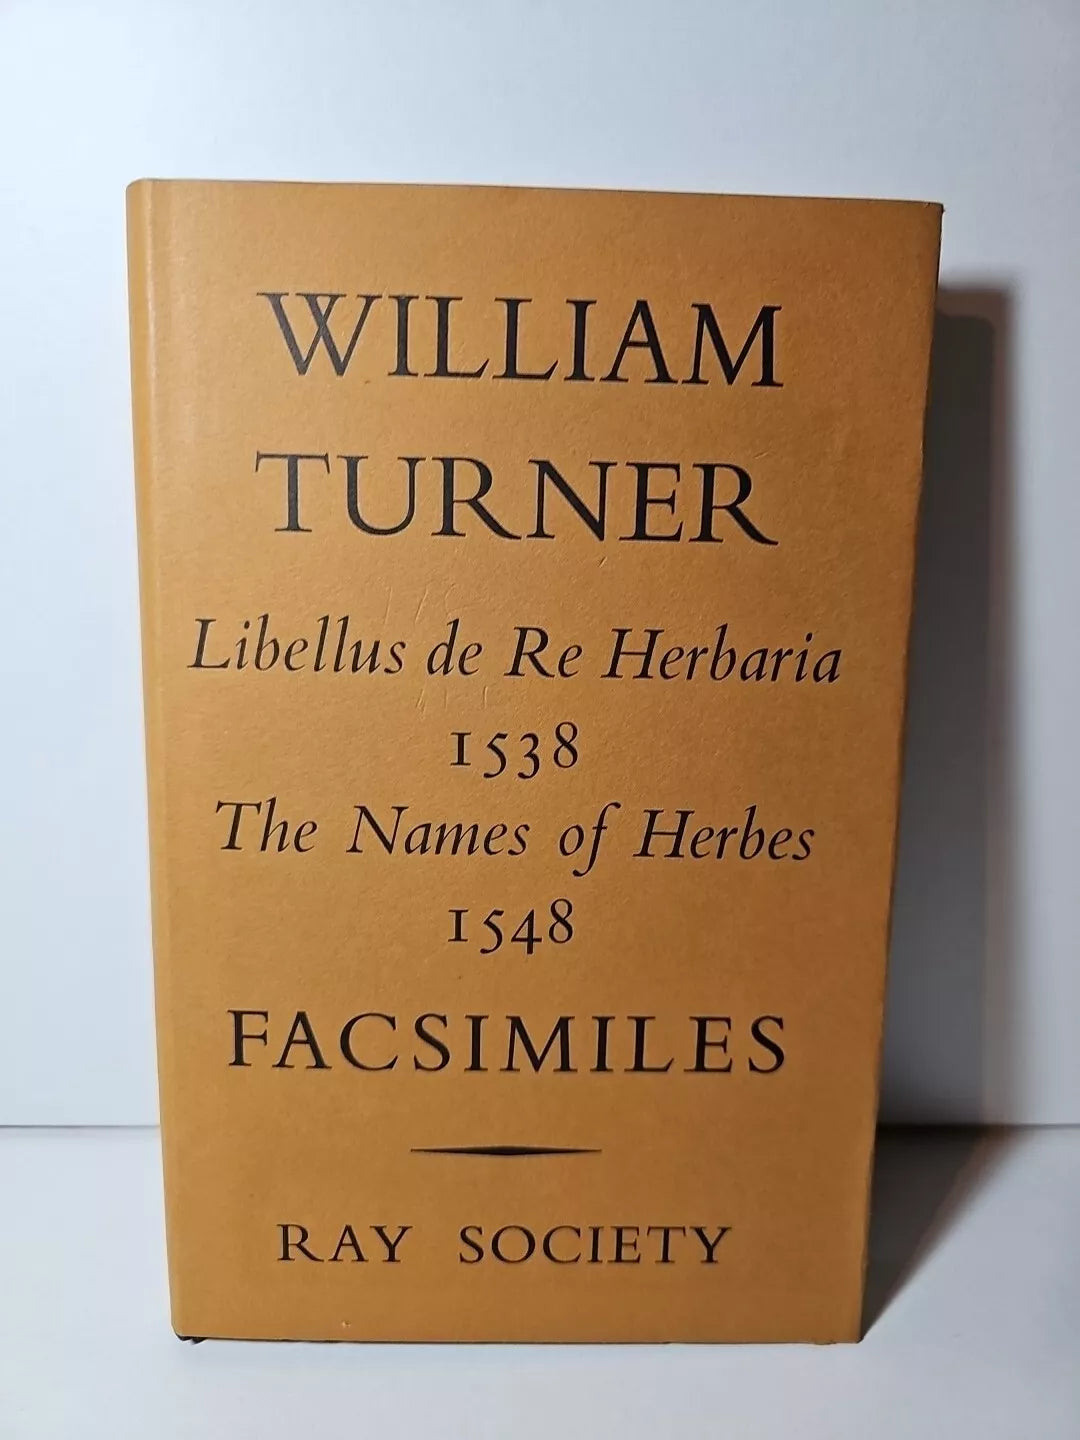 WILLIAM
TURNER
Libellus de Re Herbaria
1538
The Names of Herbes
1548
FACSIMILES
RAY SOCIETY